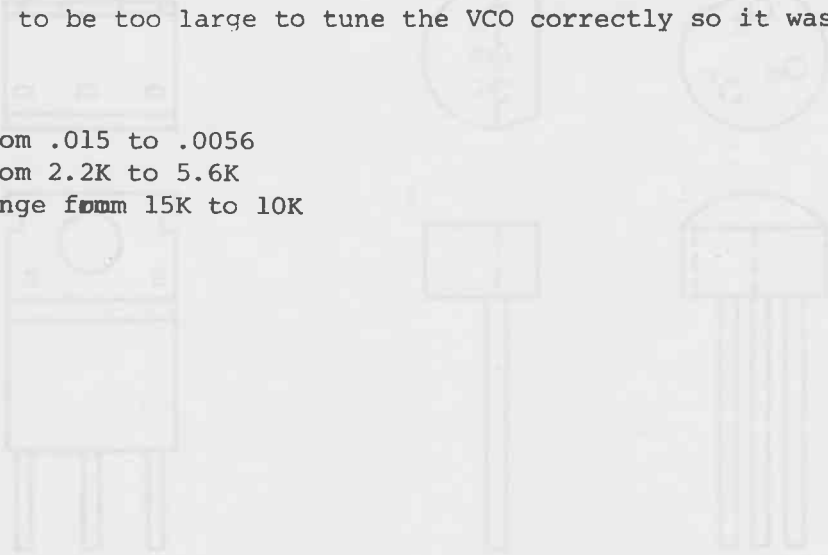 to be too large to tune the VCO correctly so it was
om .015 to .0056
om 2.2K to 5.6K
nge from 15K to 10K